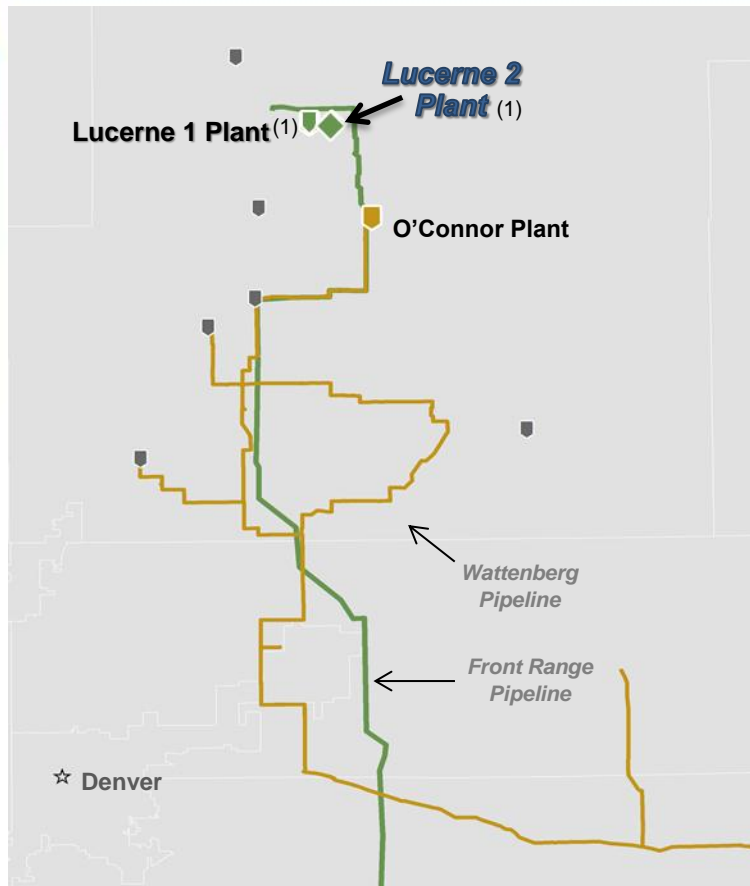 Lucerne 2
Plant (1)
Lucerne 1 Plant(1)
O'Connor Plant
Wattenberg
Pipeline
Front Range
Pipeline
Denver